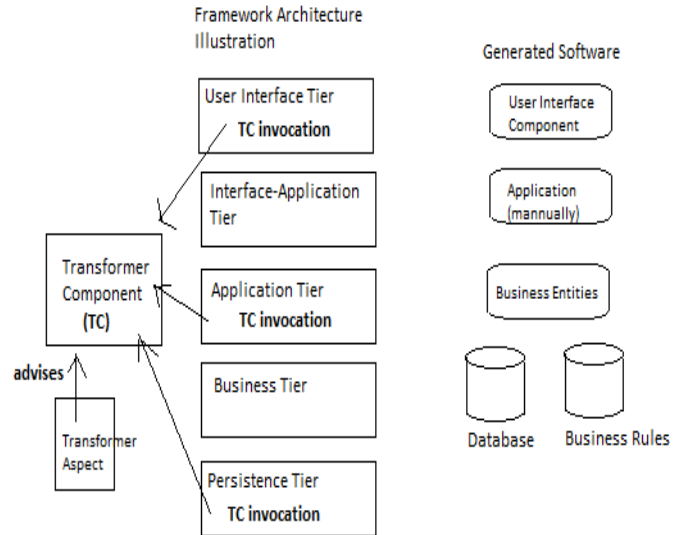 Framework Architecture
Illustration
User Interface Tier
TC invocation
Interface-Application
Tier
Application Tier
TC invocation
Business Tier
Persistence Tier
TC invocation
Transformer
Component
(TC)
advises
Transformer
Aspect
Generated Software
User Interface
Component
Application
(mannually)
Business Entities
Database
Business Rules